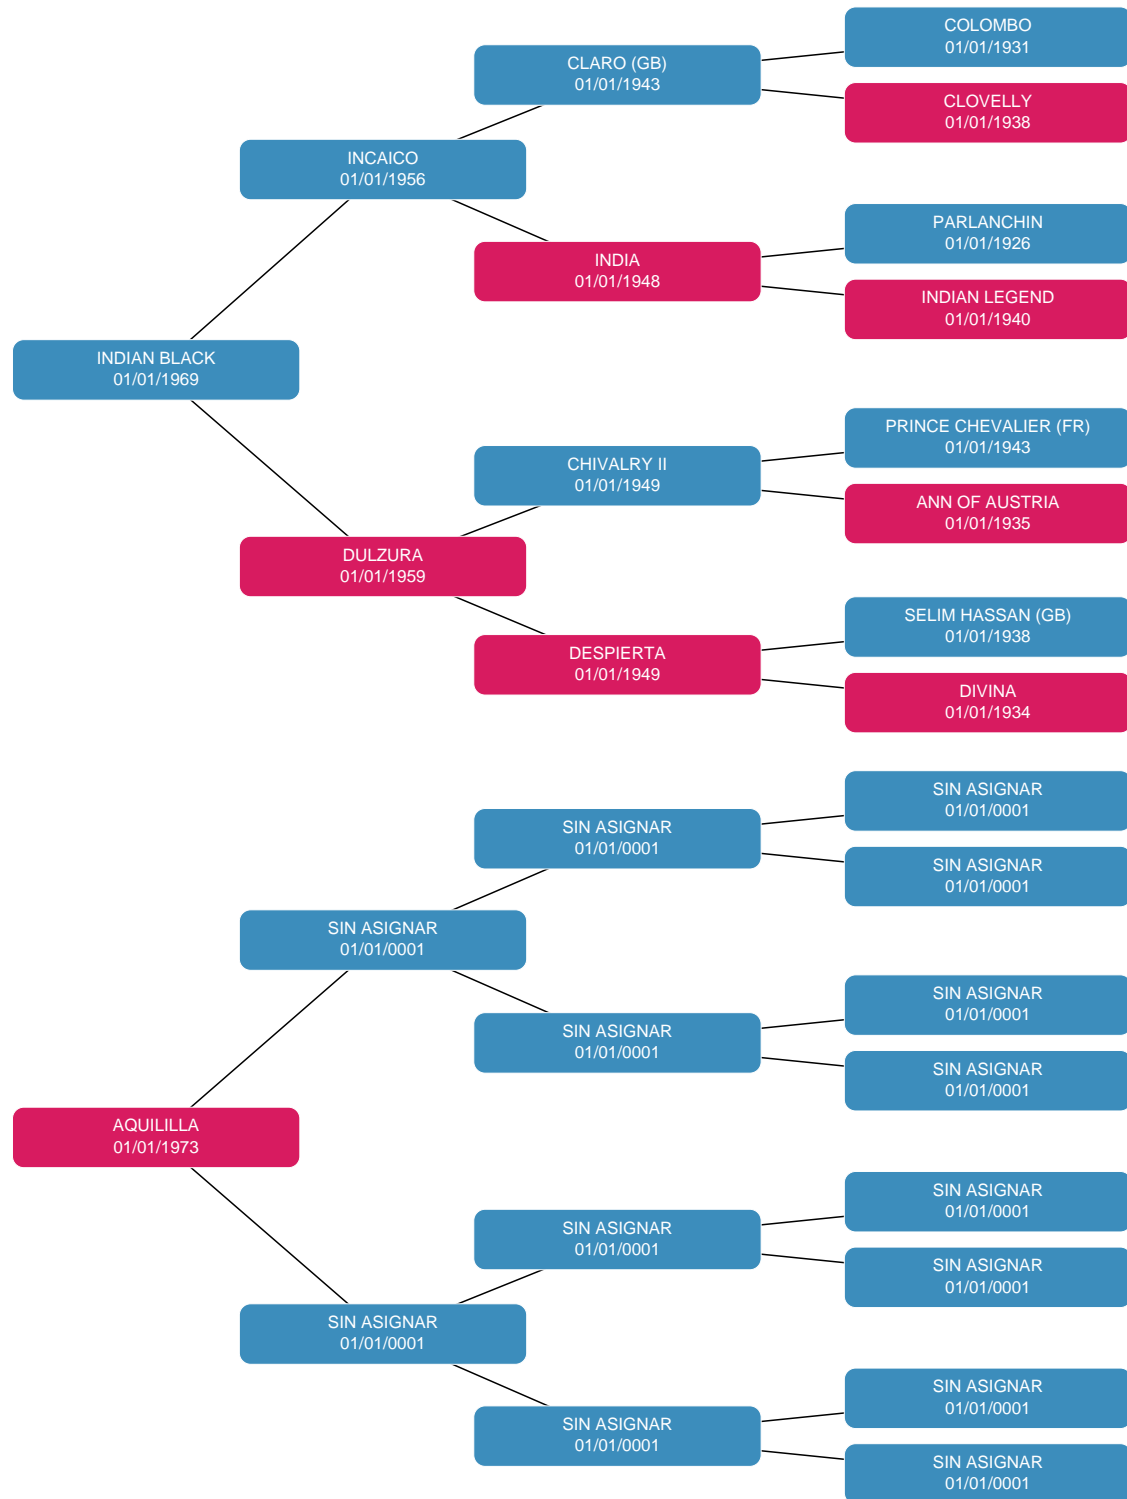 COLOMBO
01/01/1931
CLARO (GB)
01/01/1943
CLOVELLY
01/01/1938
INCAICO
01/01/1956
PARLANCHIN
01/01/1926
INDIA
01/01/1948
INDIAN LEGEND
01/01/1940
INDIAN BLACK
01/01/1969
PRINCE CHEVALIER (FR)
01/01/1943
CHIVALRY II
01/01/1949
ANN OF AUSTRIA
01/01/1935
DULZURA
01/01/1959
SELIM HASSAN (GB)
01/01/1938
DESPIERTA
01/01/1949
DIVINA
01/01/1934
SIN ASIGNAR
01/01/0001
SIN ASIGNAR
01/01/0001
SIN ASIGNAR
01/01/0001
SIN ASIGNAR
01/01/0001
SIN ASIGNAR
01/01/0001
SIN ASIGNAR
01/01/0001
SIN ASIGNAR
01/01/0001
AQUILILLA
01/01/1973
SIN ASIGNAR
01/01/0001
SIN ASIGNAR
01/01/0001
SIN ASIGNAR
01/01/0001
SIN ASIGNAR
01/01/0001
SIN ASIGNAR
01/01/0001
SIN ASIGNAR
01/01/0001
SIN ASIGNAR
01/01/0001